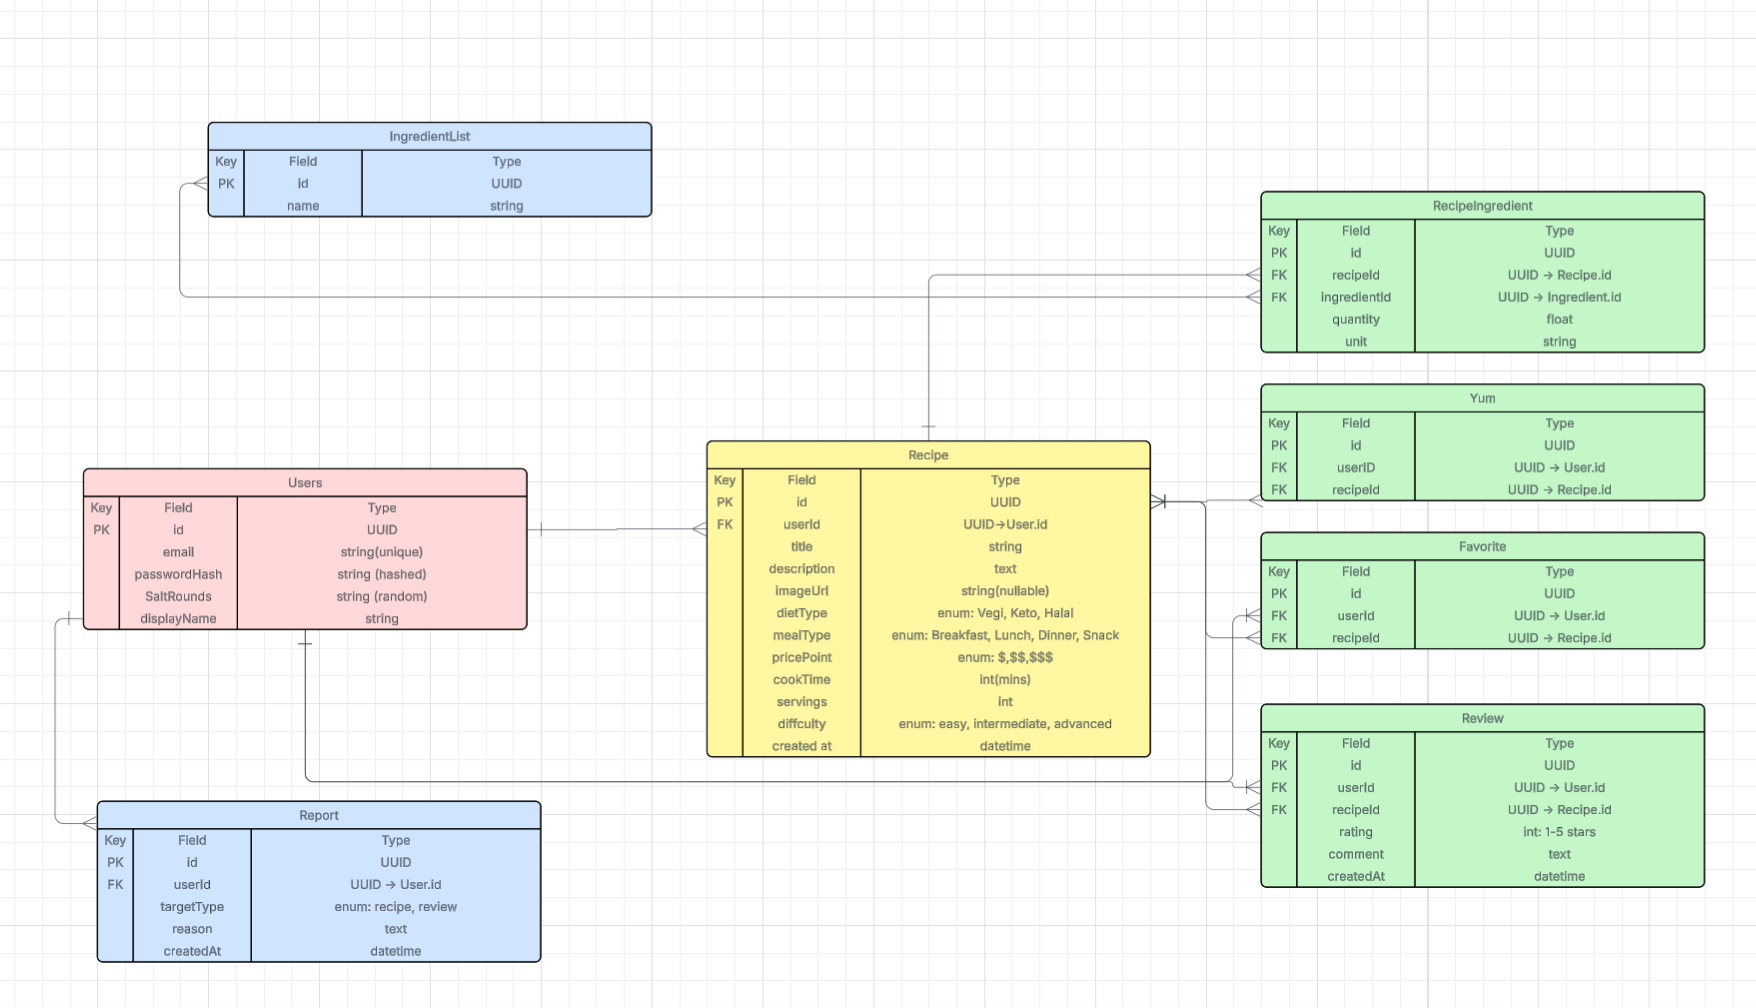 IngredientList
Key Field Type
PK id UUID
name string
RecipeIngredient
Key Field Type
PK id UUID
FK recipeId UUID → Recipe.id
FK ingredientId UUID → Ingredient.id
quantity float
unit string
Yum
Key Field Type
PK id UUID
FK userID UUID → User.id
FK recipeId UUID → Recipe.id
Recipe
Key Field Type
PK id UUID
FK userId UUID→User.id
title string
description text
imageUrl string(nullable)
dietType enum: Vegi, Keto, Halal
mealType enum: Breakfast, Lunch, Dinner, Snack
pricePoint enum: $,$$,$$$
cookTime int(mins)
servings int
diffculty enum: easy, intermediate, advanced
created at datetime
Users
Key Field Type
PK id UUID
email string(unique)
passwordHash string (hashed)
SaltRounds string (random)
displayName string
Favorite
Key Field Type
PK id UUID
FK userId UUID → User.id
FK recipeId UUID → Recipe.id
Review
Key Field Type
PK id UUID
FK userId UUID → User.id
FK recipeId UUID → Recipe.id
rating int: 1-5 stars
comment text
createdAt datetime
Report
Key Field Type
PK id UUID
FK userId UUID → User.id
targetType enum: recipe, review
reason text
createdAt datetime